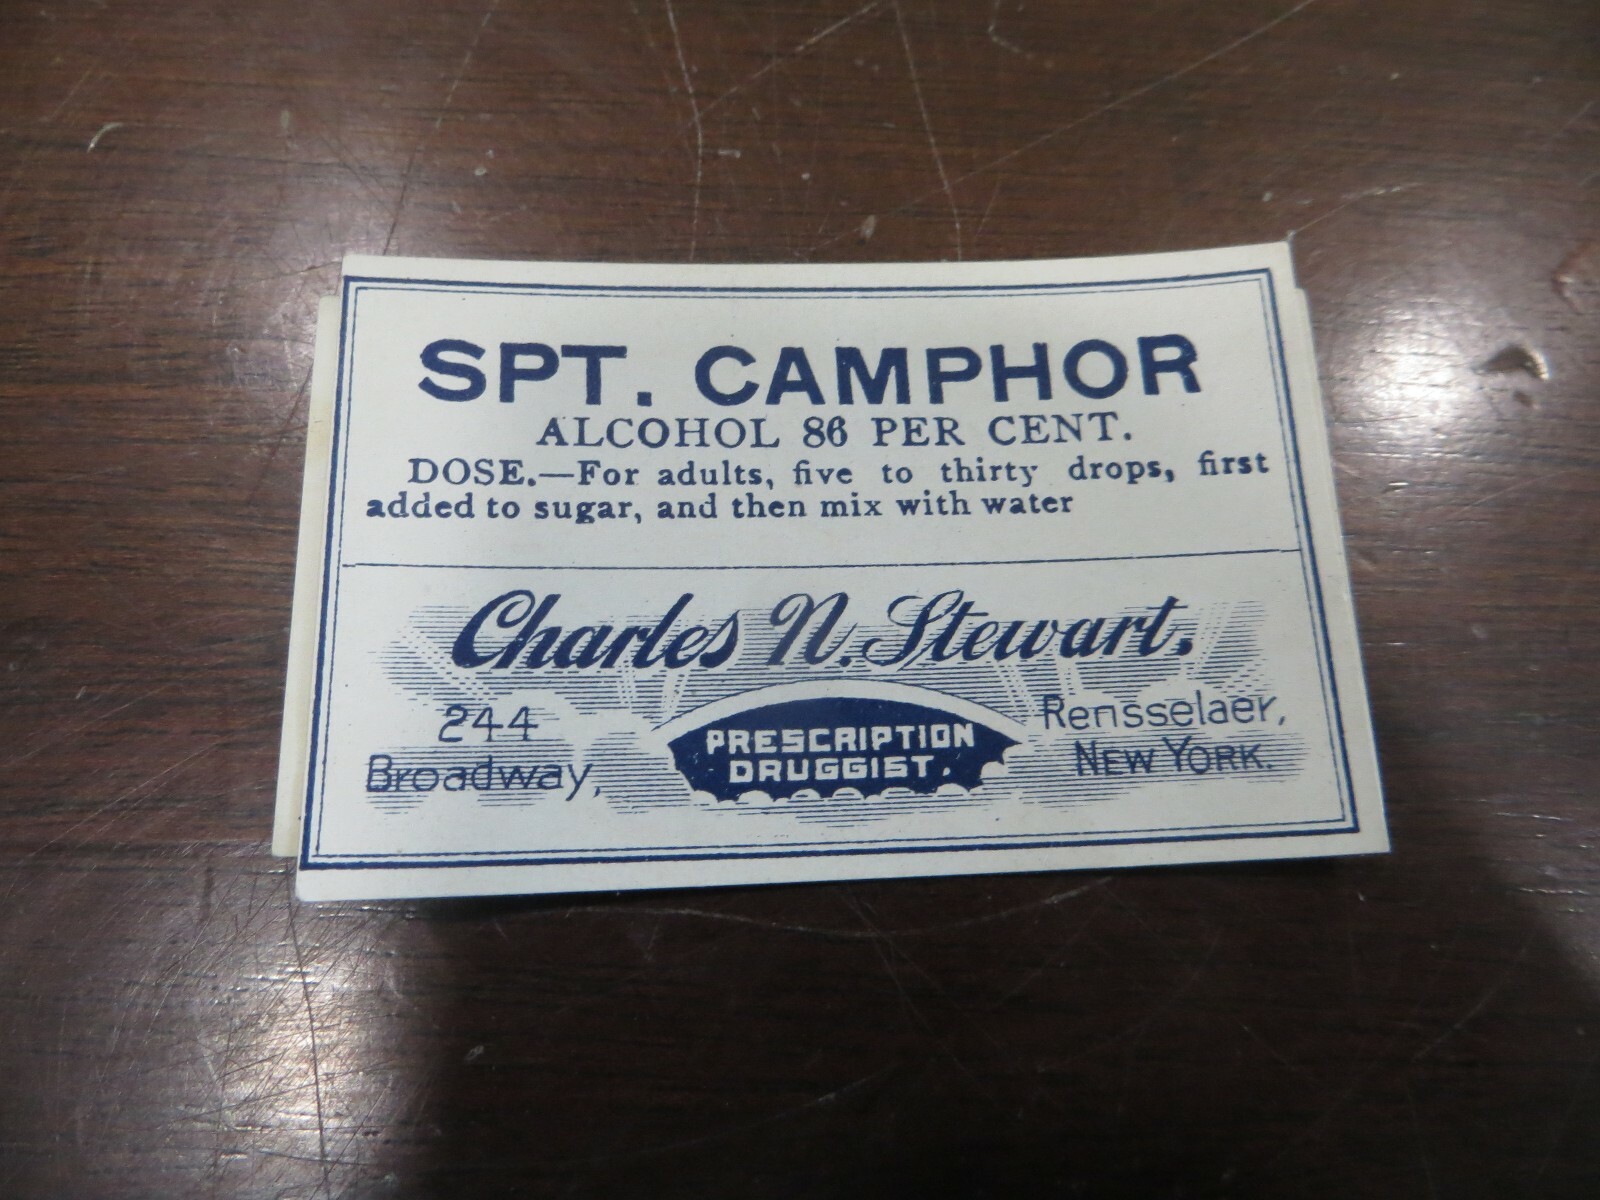 SPT. CAMPHOR
ALCOHOL 86 PER CENT.
DOSE.—For adults, five to thirty drops, first
added to sugar, and then mix with water
Charles N. Stewart.
244
Broadway,
PRESCRIPTION
DRUGGIST.
Rensselaer,
NEW YORK.